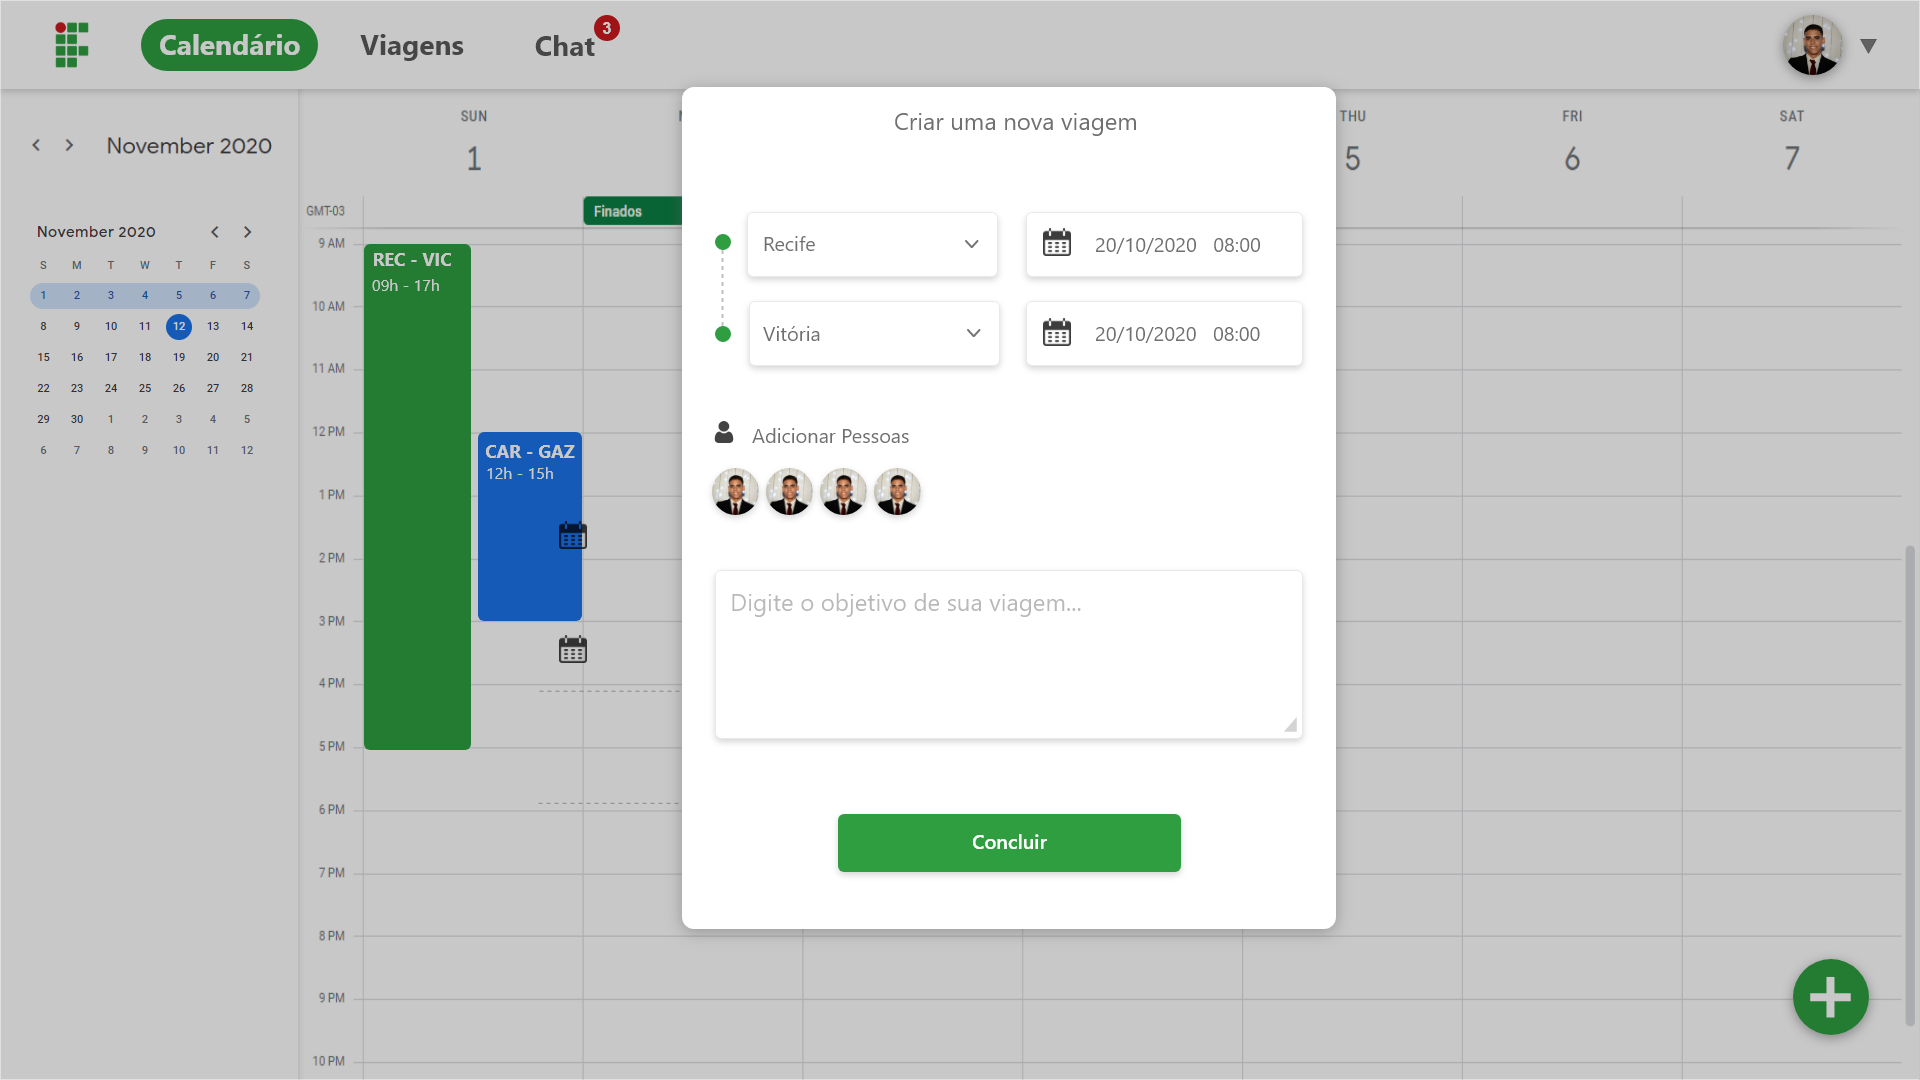 Calendário
Viagens
Chat
3
November 2020
November 2020
S M T W T F S
1 2 3 4 5 6 7
8 9 10 11 12 13 14
15 16 17 18 19 20 21
22 23 24 25 26 27 28
29 30 1 2 3 4 5
6 7 8 9 10 11 12
SUN
1
THU
5
FRI
6
SAT
7
GMT-03
Finados
9 AM
10 AM
11 AM
12 PM
1 PM
2 PM
3 PM
4 PM
5 PM
6 PM
7 PM
8 PM
9 PM
10 PM
REC - VIC
09h - 17h
CAR - GAZ
12h - 15h
Criar uma nova viagem
Recife
20/10/2020 08:00
Vitória
20/10/2020 08:00
Adicionar Pessoas
Digite o objetivo de sua viagem...
Concluir